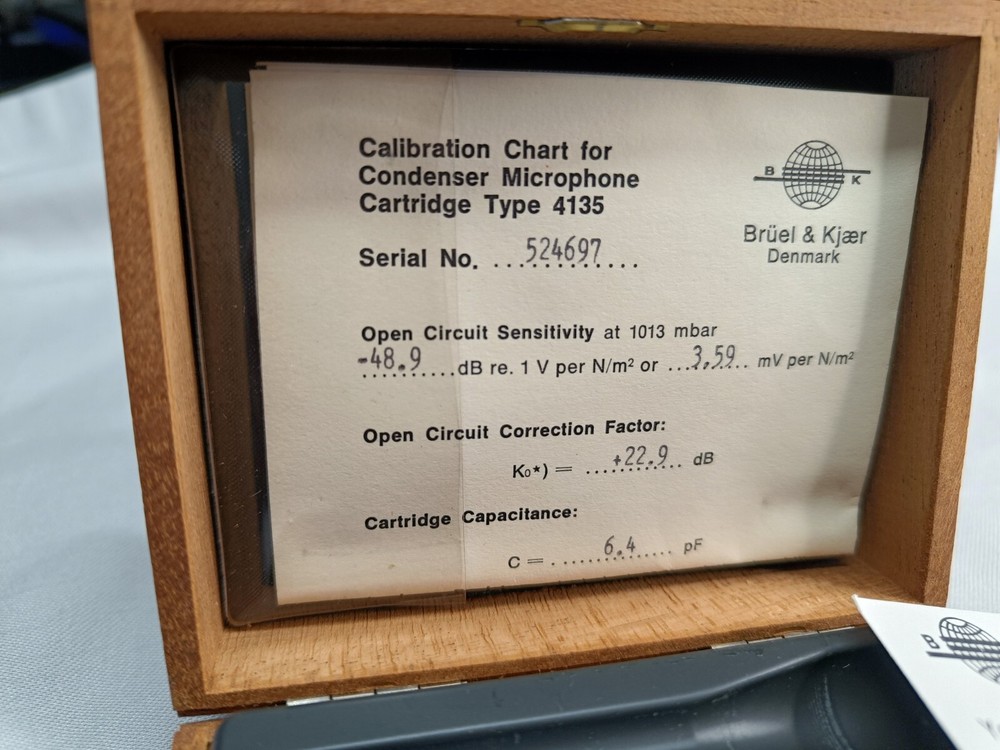 Calibration Chart for
Condenser Microphone
Cartridge Type 4135
B K
Brüel & Kjær
Denmark
Serial No. ...524697.....
Open Circuit Sensitivity at 1013 mbar
-48.9....dB re. 1 V per N/m² or ...3,59.. mV per N/m²
Open Circuit Correction Factor:
K₀*) = .....+22.9.. dB
Cartridge Capacitance:
C = ......6.4...... pF
B